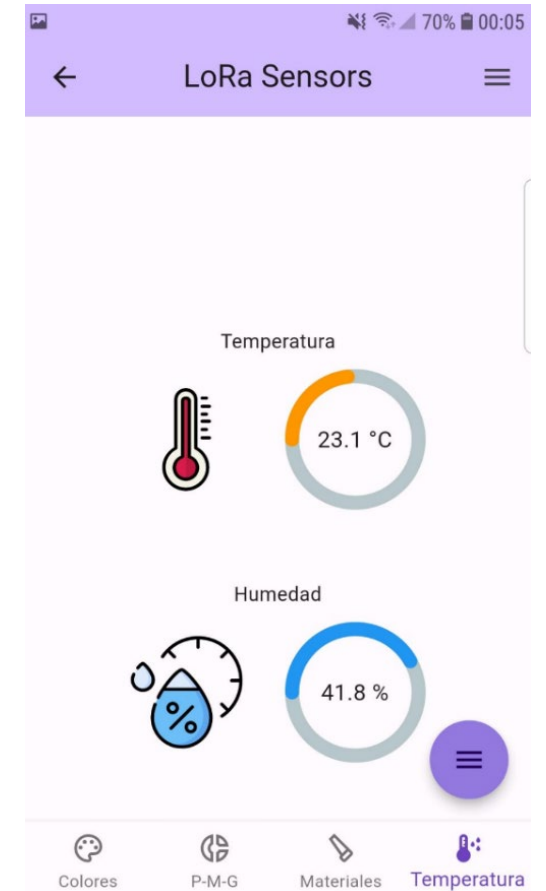 70% 00:05
LoRa Sensors
Temperatura
23.1 °C
Humedad
%
41.8 %
Colores P-M-G Materiales Temperatura